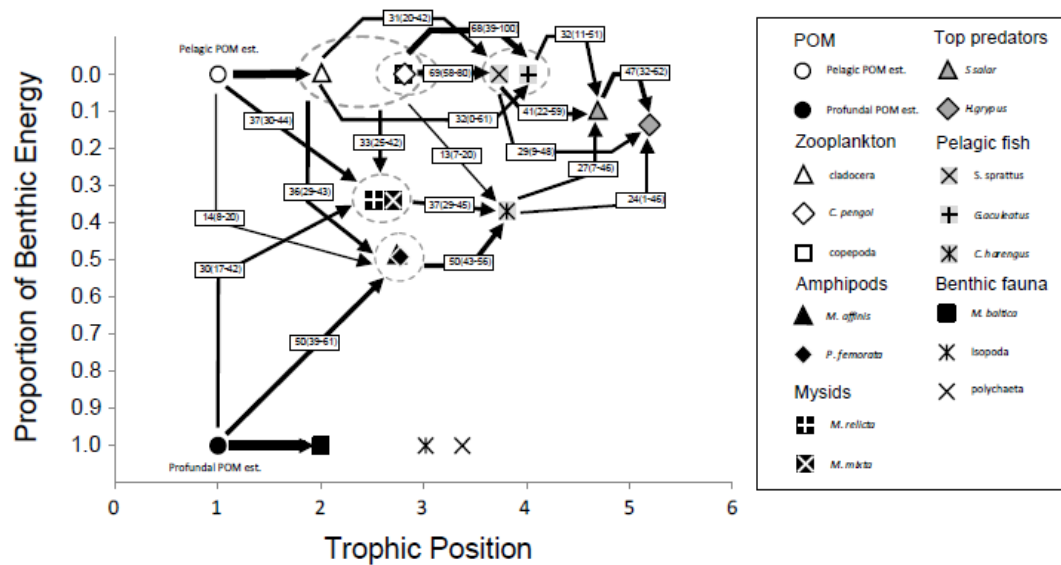 Proportion of Benthic Energy
0.0
0.1
0.2
0.3
0.4
0.5
0.6
0.7
0.8
0.9
1.0
0
1
2
3
4
5
6
Trophic Position
Pelagic POM est.
Profundal POM est.
31(20-42)
68(39-100)
32(11-51)
47(32-62)
69(58-80)
41(22-59)
37(30-44)
32(0-61)
33(25-42)
13(7-20)
29(9-48)
27(7-46)
36(29-43)
37(29-45)
24(1-46)
14(8-20)
30(17-42)
50(43-56)
50(39-61)
POM
Pelagic POM est.
Profundal POM est.
Zooplankton
cladocera
C. pengoi
copepoda
Amphipods
M. affinis
P. femorata
Mysids
M. relicta
M. mixta
Top predators
S salar
H.grypus
Pelagic fish
S. sprattus
G.aculeatus
C. harengus
Benthic fauna
M. baltica
Isopoda
polychaeta